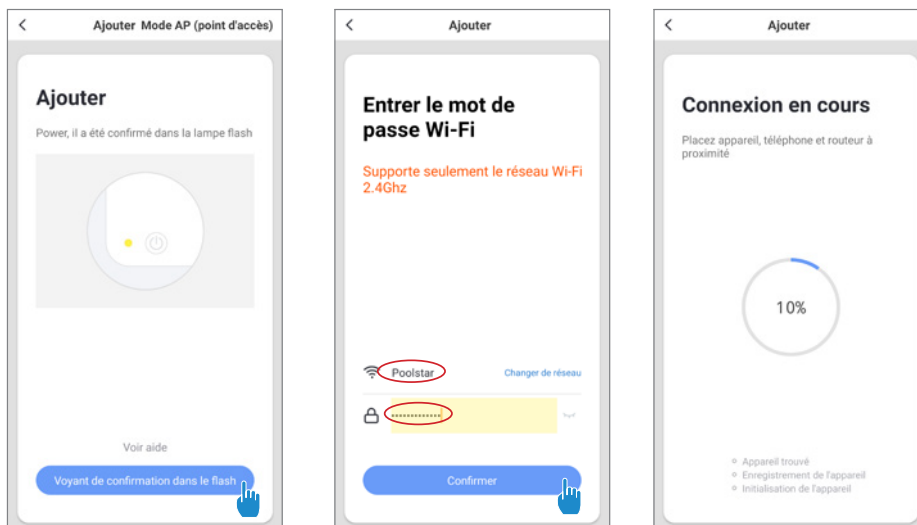 Ajouter Mode AP (point d'accès)
Ajouter
Power, il a été confirmé dans la lampe flash
Voir aide
Voyant de confirmation dans le flash
Ajouter
Entrer le mot de
passe Wi-Fi
Supporte seulement le réseau Wi-Fi
2.4Ghz
Poolstar
Changer de réseau
Confirmer
Ajouter
Connexion en cours
Placez appareil, téléphone et routeur à
proximité
10%
Appareil trouvé
Enregistrement de l'appareil
Initialisation de l'appareil